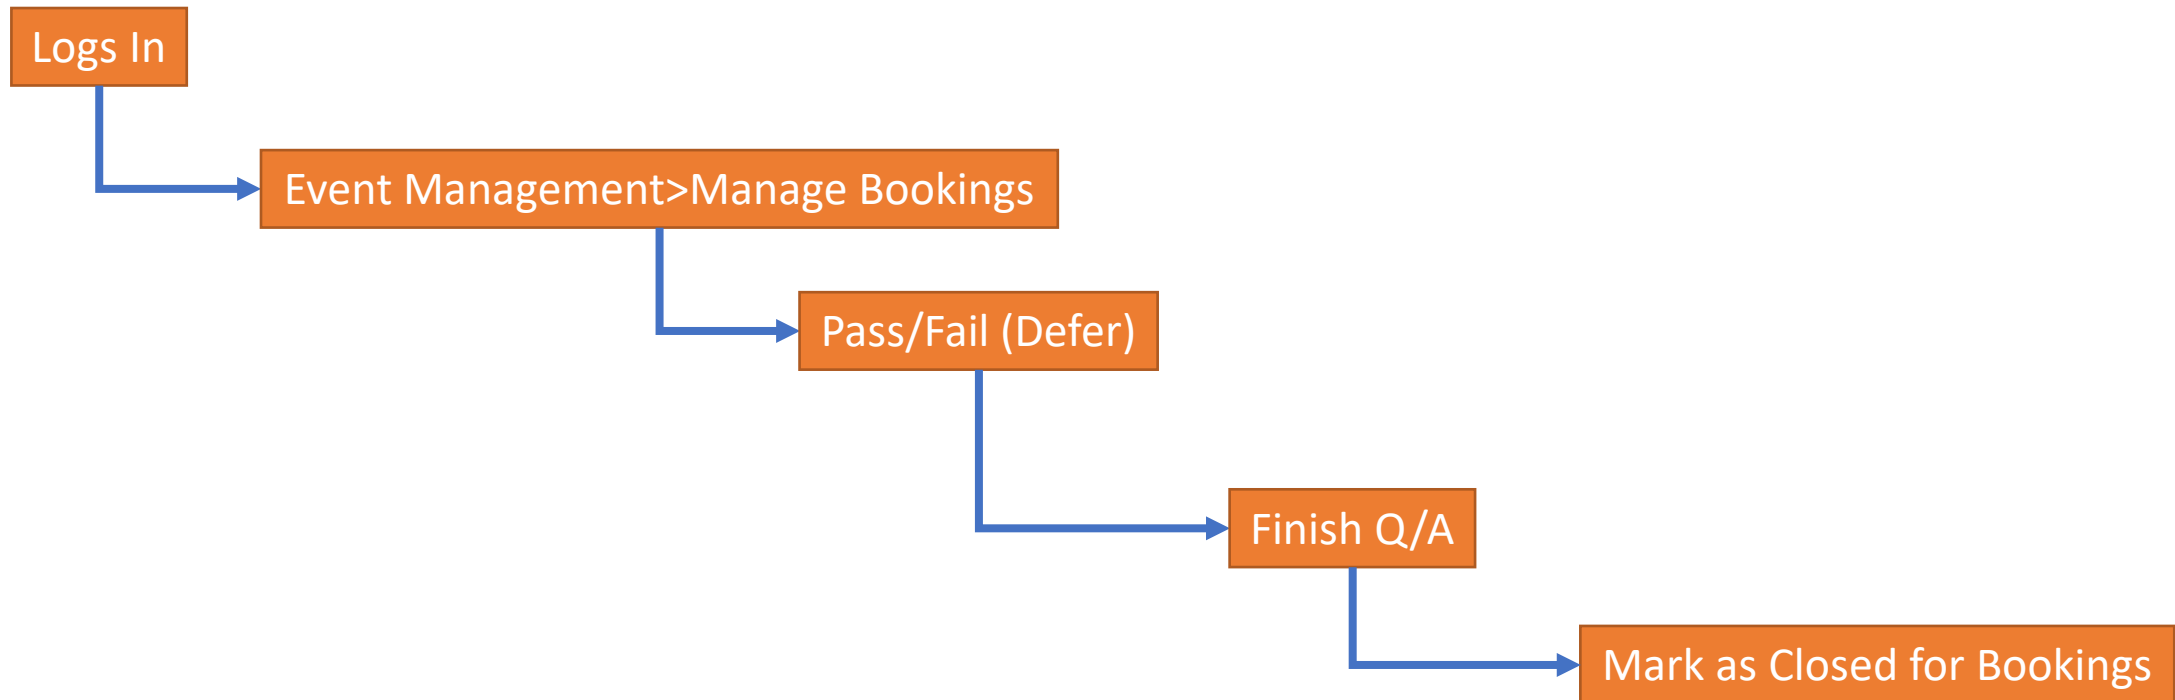 Logs In
Event Management>Manage Bookings
Pass/Fail (Defer)
Finish Q/A
Mark as Closed for Bookings